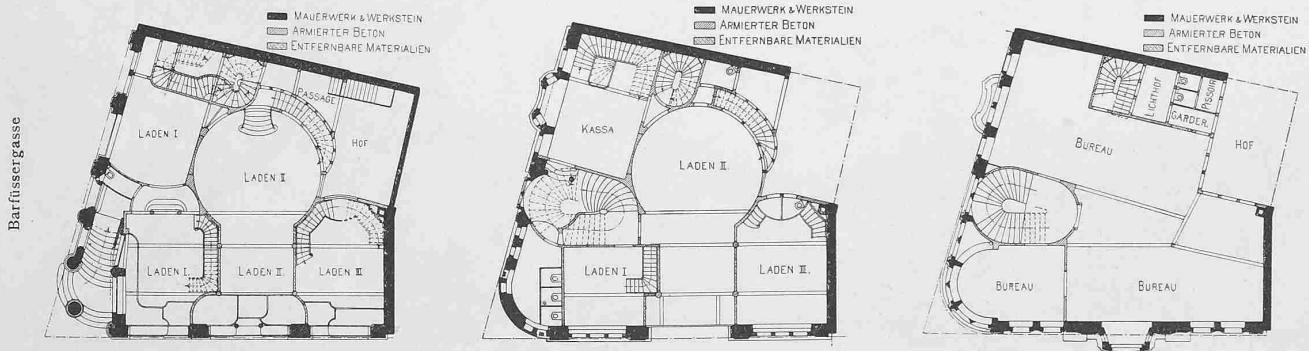 MAUERWERK & WERKSTEIN
ARMIERTER BETON
ENTFERNBARE MATERIALIEN
PASSAGE
LADEN I
HOF
LADEN II
LADEN I.
LADEN II.
LADEN III.
Barfüssergasse
MAUERWERK & WERKSTEIN
ARMIERTER BETON
ENTFERNBARE MATERIALIEN
KASSA
LADEN II.
LADEN I
LADEN III.
MAUERWERK & WERKSTEIN
ARMIERTER BETON
ENTFERNBARE MATERIALIEN
LICHTHOF
PISSOIR
GARDER.
BUREAU
HOF
BUREAU
BUREAU